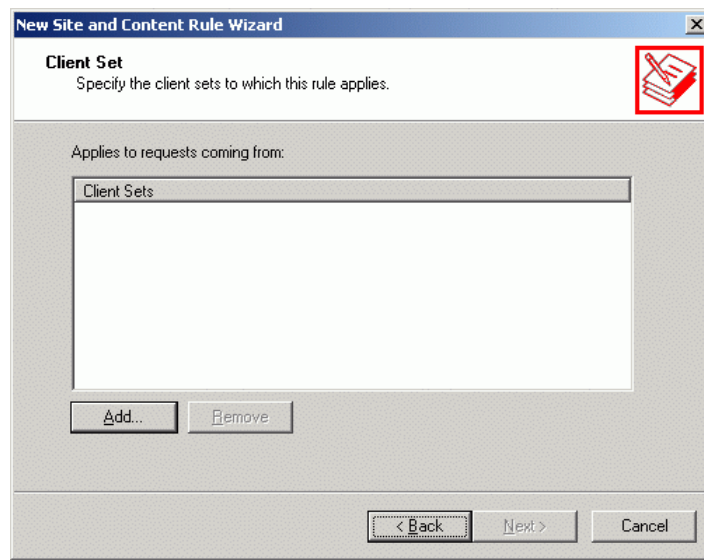 New Site and Content Rule Wizard
Client Set
Specify the client sets to which this rule applies.
Applies to requests coming from:
Client Sets
Add... Remove
< Back Next > Cancel